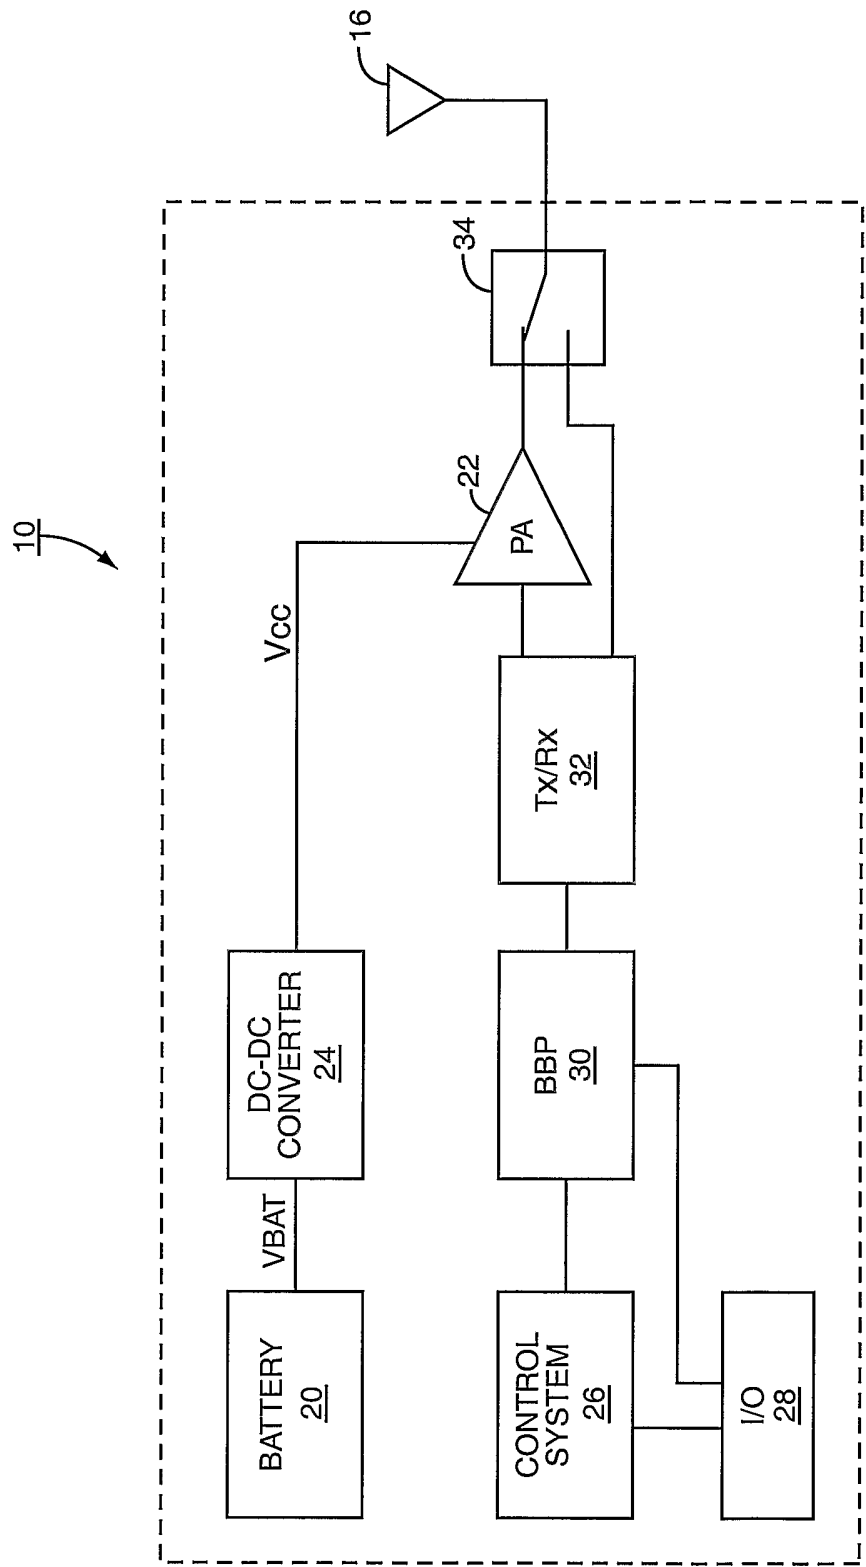 10
BATTERY
20
VBAT
DC-DC
CONVERTER
24
Vcc
CONTROL
SYSTEM
26
BBP
30
Tx/Rx
32
PA
22
34
16
I/O
28